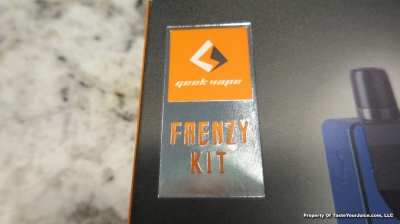 geek vape
FRENZY
KIT
Property Of TasteYourJuice.com, LLC